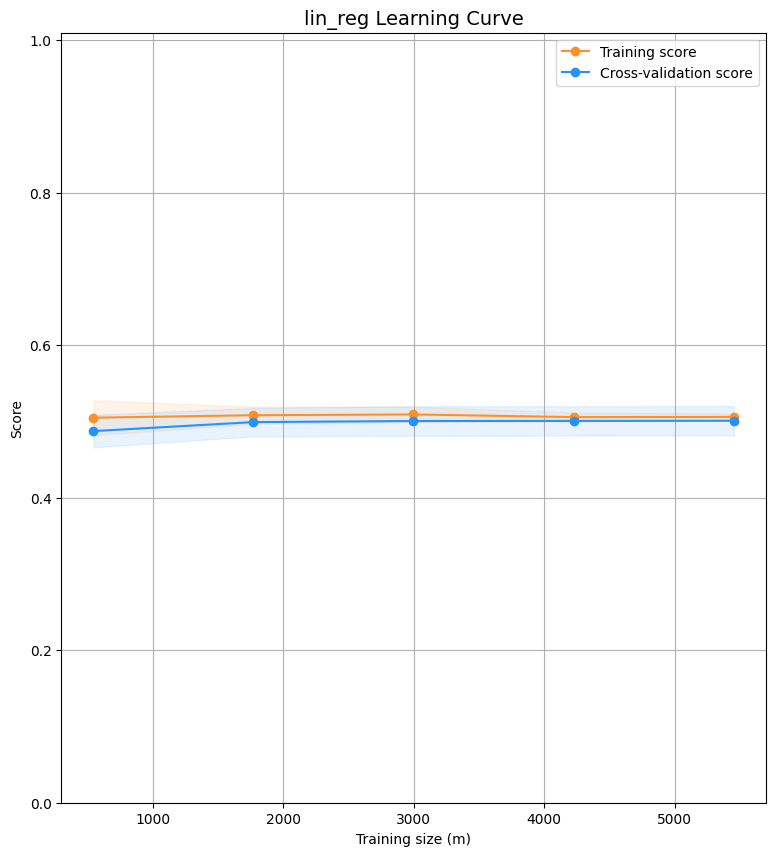 lin_reg Learning Curve
Training score
Cross-validation score
1.0
0.8
0.6
0.4
0.2
0.0
Score
1000 2000 3000 4000 5000
Training size (m)